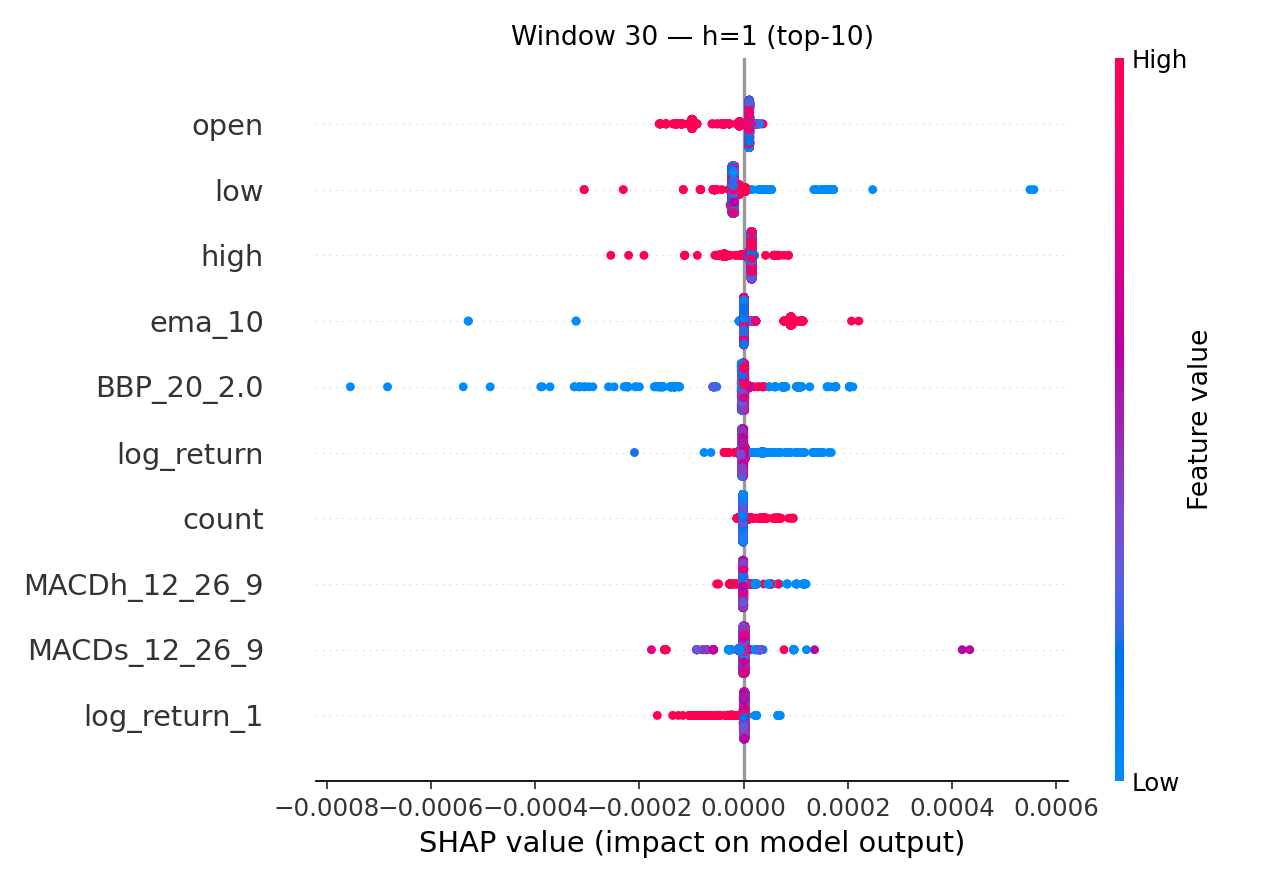 Window 30 — h=1 (top-10)
High
open
low
high
ema_10
BBP_20_2.0
log_return
count
MACDh_12_26_9
MACDs_12_26_9
log_return_1
Feature value
Low
−0.0008 −0.0006 −0.0004 −0.0002 0.0000 0.0002 0.0004 0.0006
SHAP value (impact on model output)